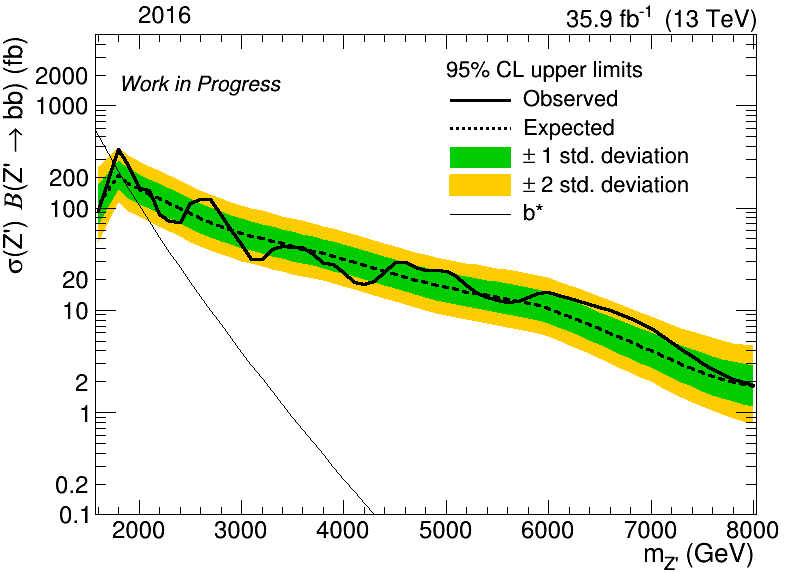 2016
35.9 fb⁻¹ (13 TeV)
σ(Z') B(Z' → bb) (fb)
Work in Progress
95% CL upper limits
Observed
Expected
± 1 std. deviation
± 2 std. deviation
b*
2000
1000
200
100
20
10
2
1
0.2
0.1
2000 3000 4000 5000 6000 7000 8000
m_Z' (GeV)